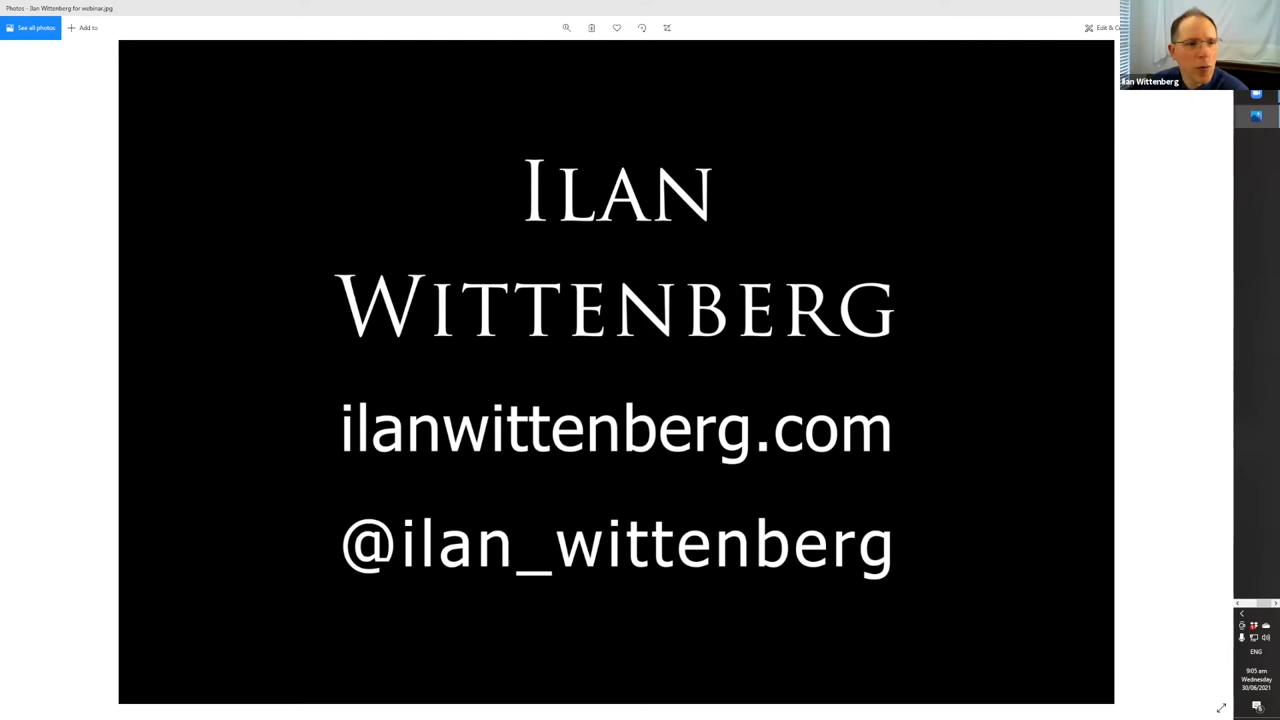 Photos - Ilan Wittenberg for webinar.jpg
See all photos
Add to
Edit & C
Ilan Wittenberg
ILAN
WITTENBERG
ilanwittenberg.com
@ilan_wittenberg
ENG
9:05 am
Wednesday
30/06/2021